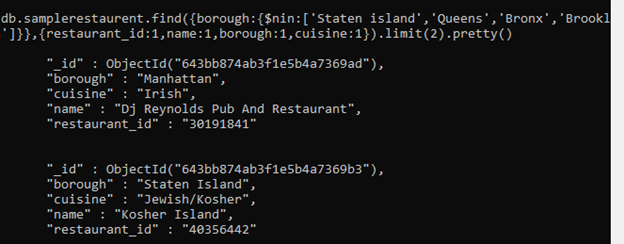 db.samplerestaurent.find({borough:{$nin:['Staten island','Queens','Bronx','Brookl
']}},{restaurant_id:1,name:1,borough:1,cuisine:1}).limit(2).pretty()
"_id" : ObjectId("643bb874ab3f1e5b4a7369ad"),
"borough" : "Manhattan",
"cuisine" : "Irish",
"name" : "Dj Reynolds Pub And Restaurant",
"restaurant_id" : "30191841"
"_id" : ObjectId("643bb874ab3f1e5b4a7369b3"),
"borough" : "Staten Island",
"cuisine" : "Jewish/Kosher",
"name" : "Kosher Island",
"restaurant_id" : "40356442"